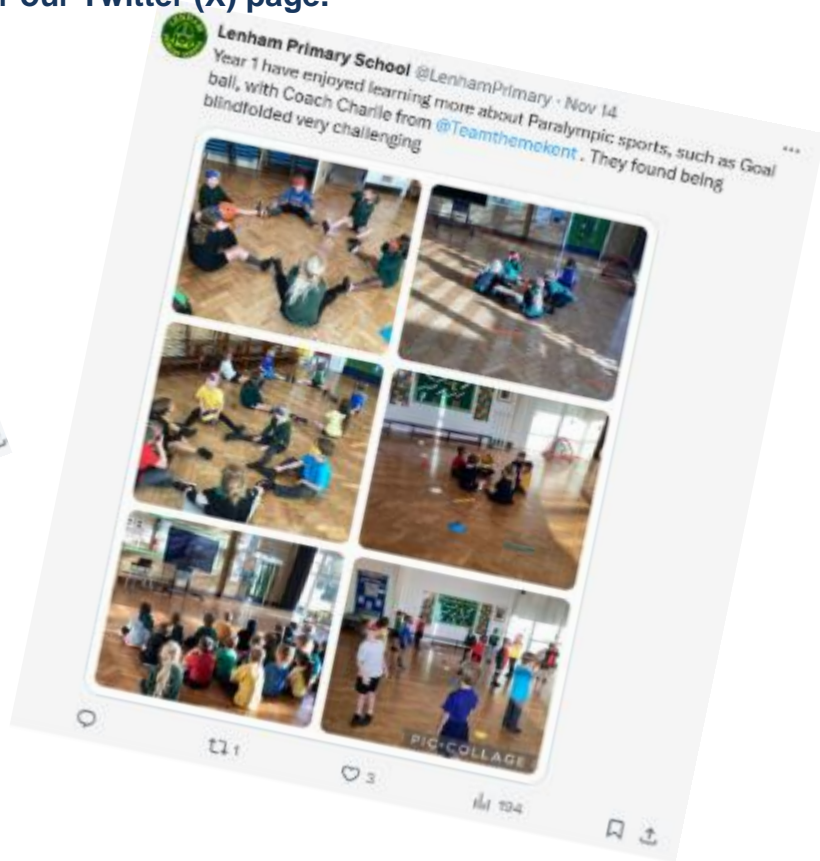 our Twitter (X) page.
Lenham Primary School @LenhamPrimary · Nov 14
Year 1 have enjoyed learning more about Paralympic sports, such as Goal
ball, with Coach Charlie from @Teamthemekent . They found being
blindfolded very challenging
PIC•COLLAGE
1
3
194